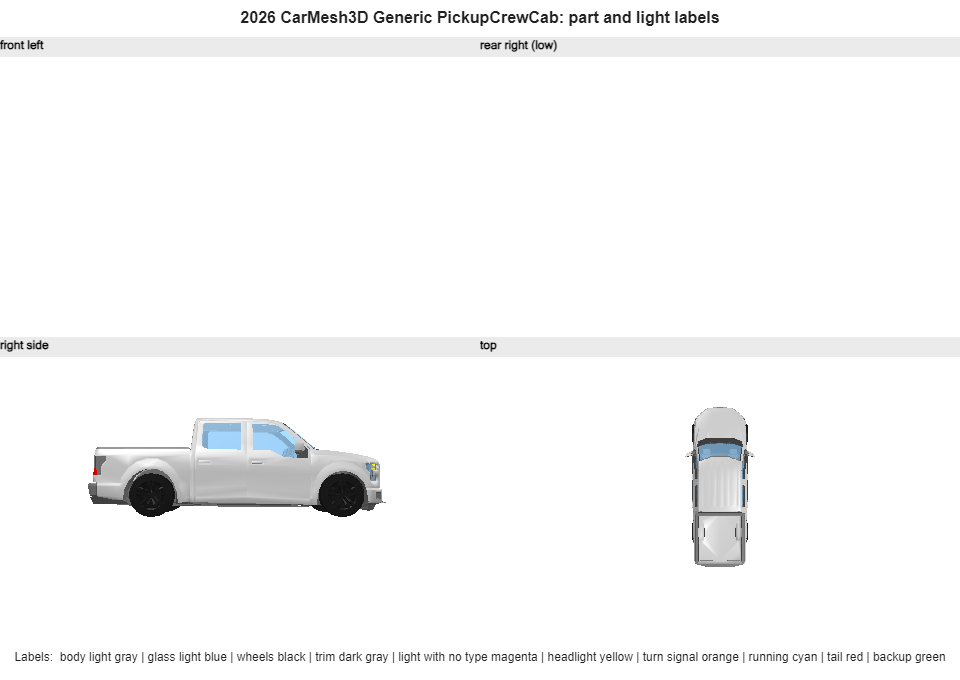 2026 CarMesh3D Generic PickupCrewCab: part and light labels
front left
rear right (low)
right side
top
Labels: body light gray | glass light blue | wheels black | trim dark gray | light with no type magenta | headlight yellow | turn signal orange | running cyan | tail red | backup green